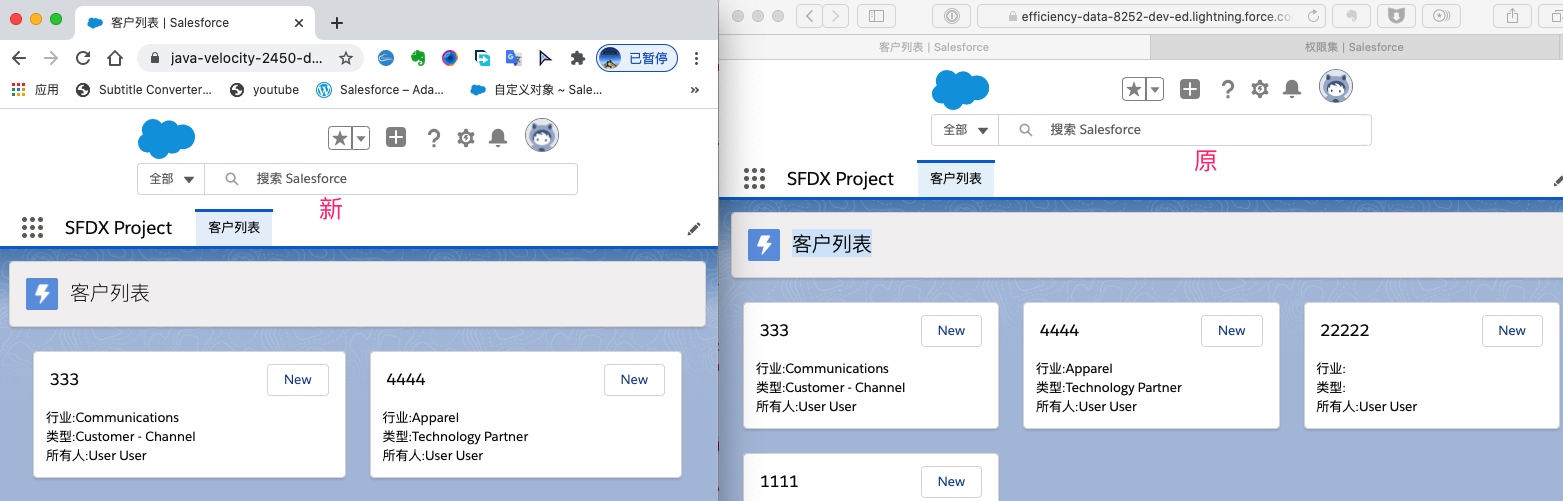 客户列表 | Salesforce
java-velocity-2450-d...
已暂停
应用
Subtitle Converter...
youtube
Salesforce – Ada...
自定义对象 ~ Sale...
»
全部
搜索 Salesforce
新
SFDX Project
客户列表
客户列表
333
New
行业:Communications
类型:Customer - Channel
所有人:User User
4444
New
行业:Apparel
类型:Technology Partner
所有人:User User
efficiency-data-8252-dev-ed.lightning.force.co
客户列表 | Salesforce
权限集 | Salesforce
全部
搜索 Salesforce
原
SFDX Project
客户列表
客户列表
333
New
行业:Communications
类型:Customer - Channel
所有人:User User
4444
New
行业:Apparel
类型:Technology Partner
所有人:User User
22222
New
行业:
类型:
所有人:User User
1111
New